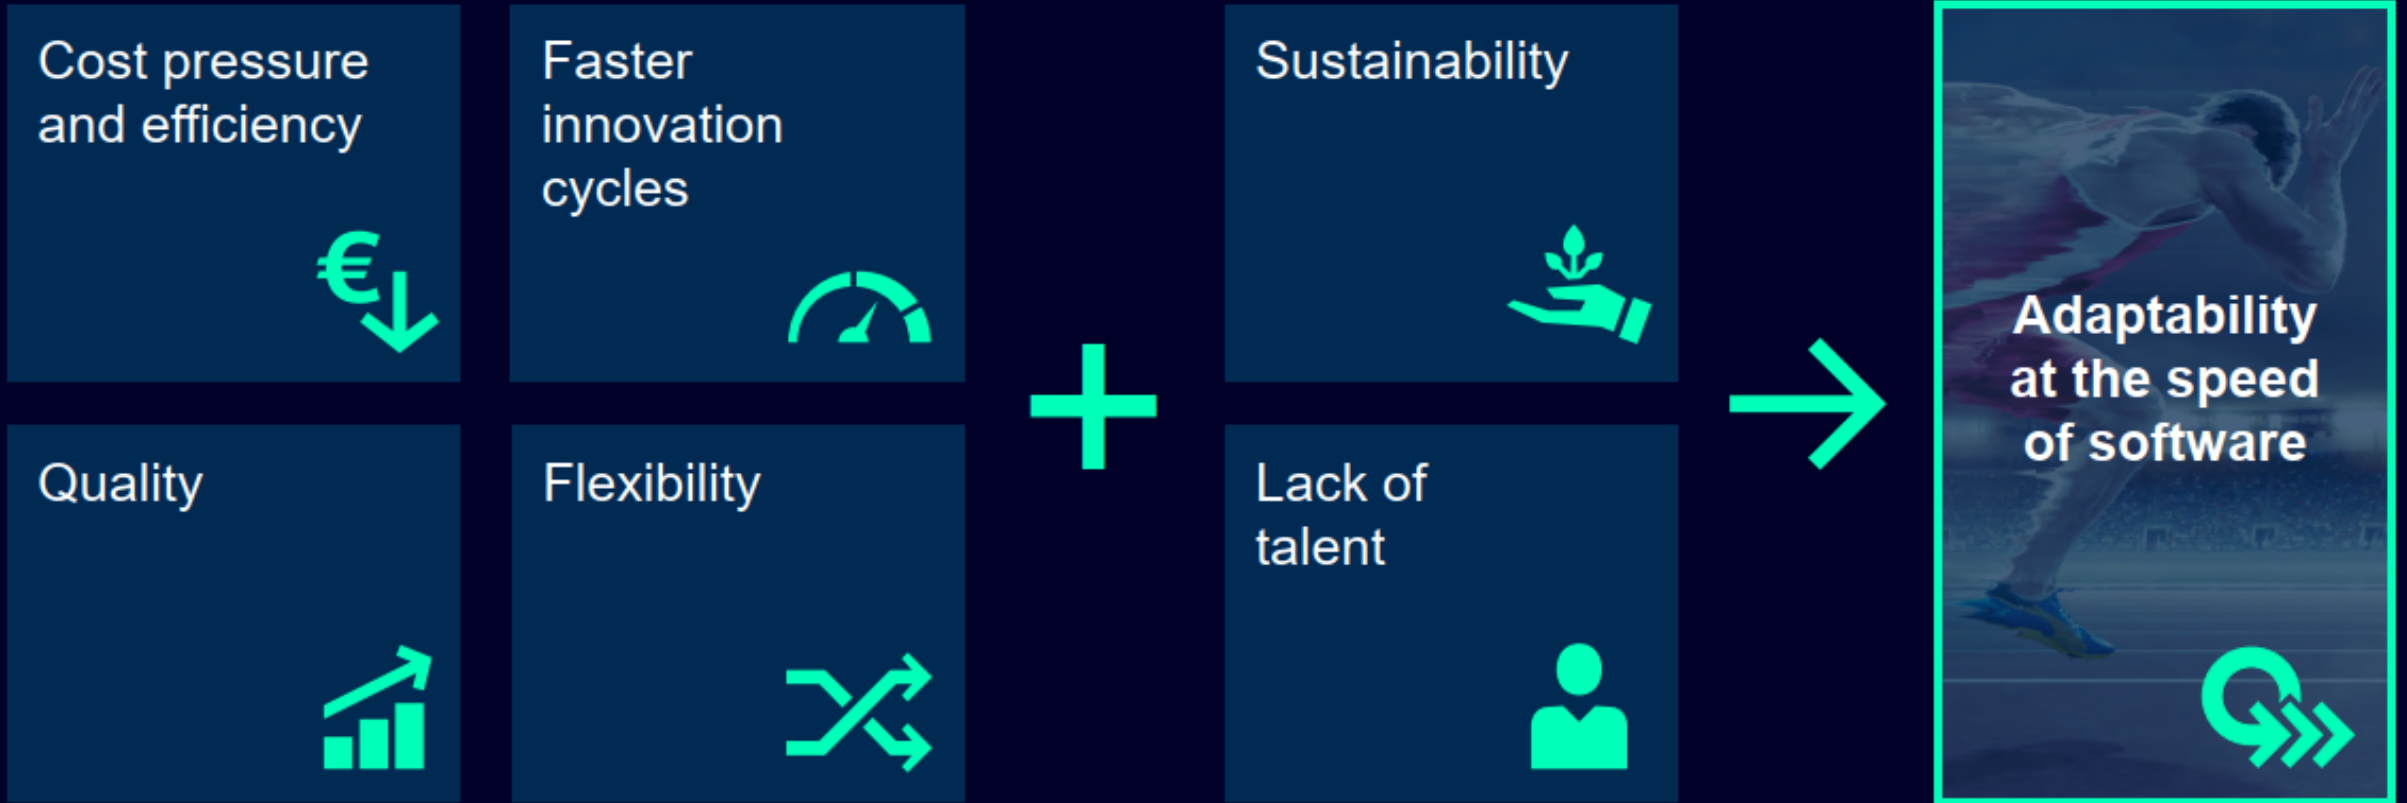 Cost pressure
and efficiency
Faster
innovation
cycles
Sustainability
Quality
Flexibility
Lack of
talent
Adaptability
at the speed
of software